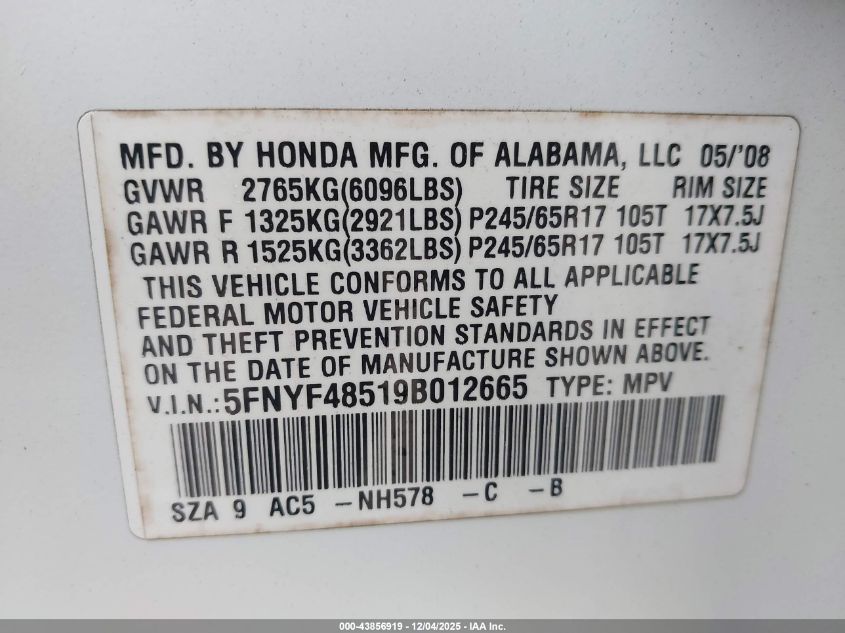 MFD. BY HONDA MFG. OF ALABAMA, LLC 05/'08
GVWR 2765KG(6096LBS) TIRE SIZE RIM SIZE
GAWR F 1325KG(2921LBS) P245/65R17 105T 17X7.5J
GAWR R 1525KG(3362LBS) P245/65R17 105T 17X7.5J
THIS VEHICLE CONFORMS TO ALL APPLICABLE
FEDERAL MOTOR VEHICLE SAFETY
AND THEFT PREVENTION STANDARDS IN EFFECT
ON THE DATE OF MANUFACTURE SHOWN ABOVE.
V.I.N.:5FNYF48519B012665 TYPE: MPV
SZA 9 AC5 -NH578 -C -B
000-43856919 - 12/04/2025 - IAA Inc.